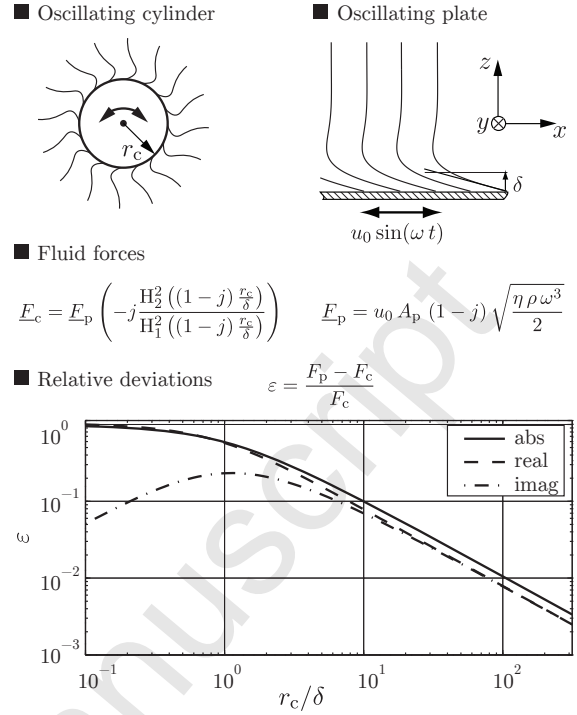 ■ Oscillating cylinder
■ Oscillating plate
r_c
z
y
x
δ
u_0 sin(ω t)
■ Fluid forces
F_c = F_p (−j H_2^2 ((1 − j) r_c/δ) / H_1^2 ((1 − j) r_c/δ))
F_p = u_0 A_p (1 − j) √(η ρ ω^3 / 2)
■ Relative deviations
ε = (F_p − F_c) / F_c
10^0
10^-1
10^-2
10^-3
ε
abs
real
imag
10^-1
10^0
10^1
10^2
r_c/δ
nuscript